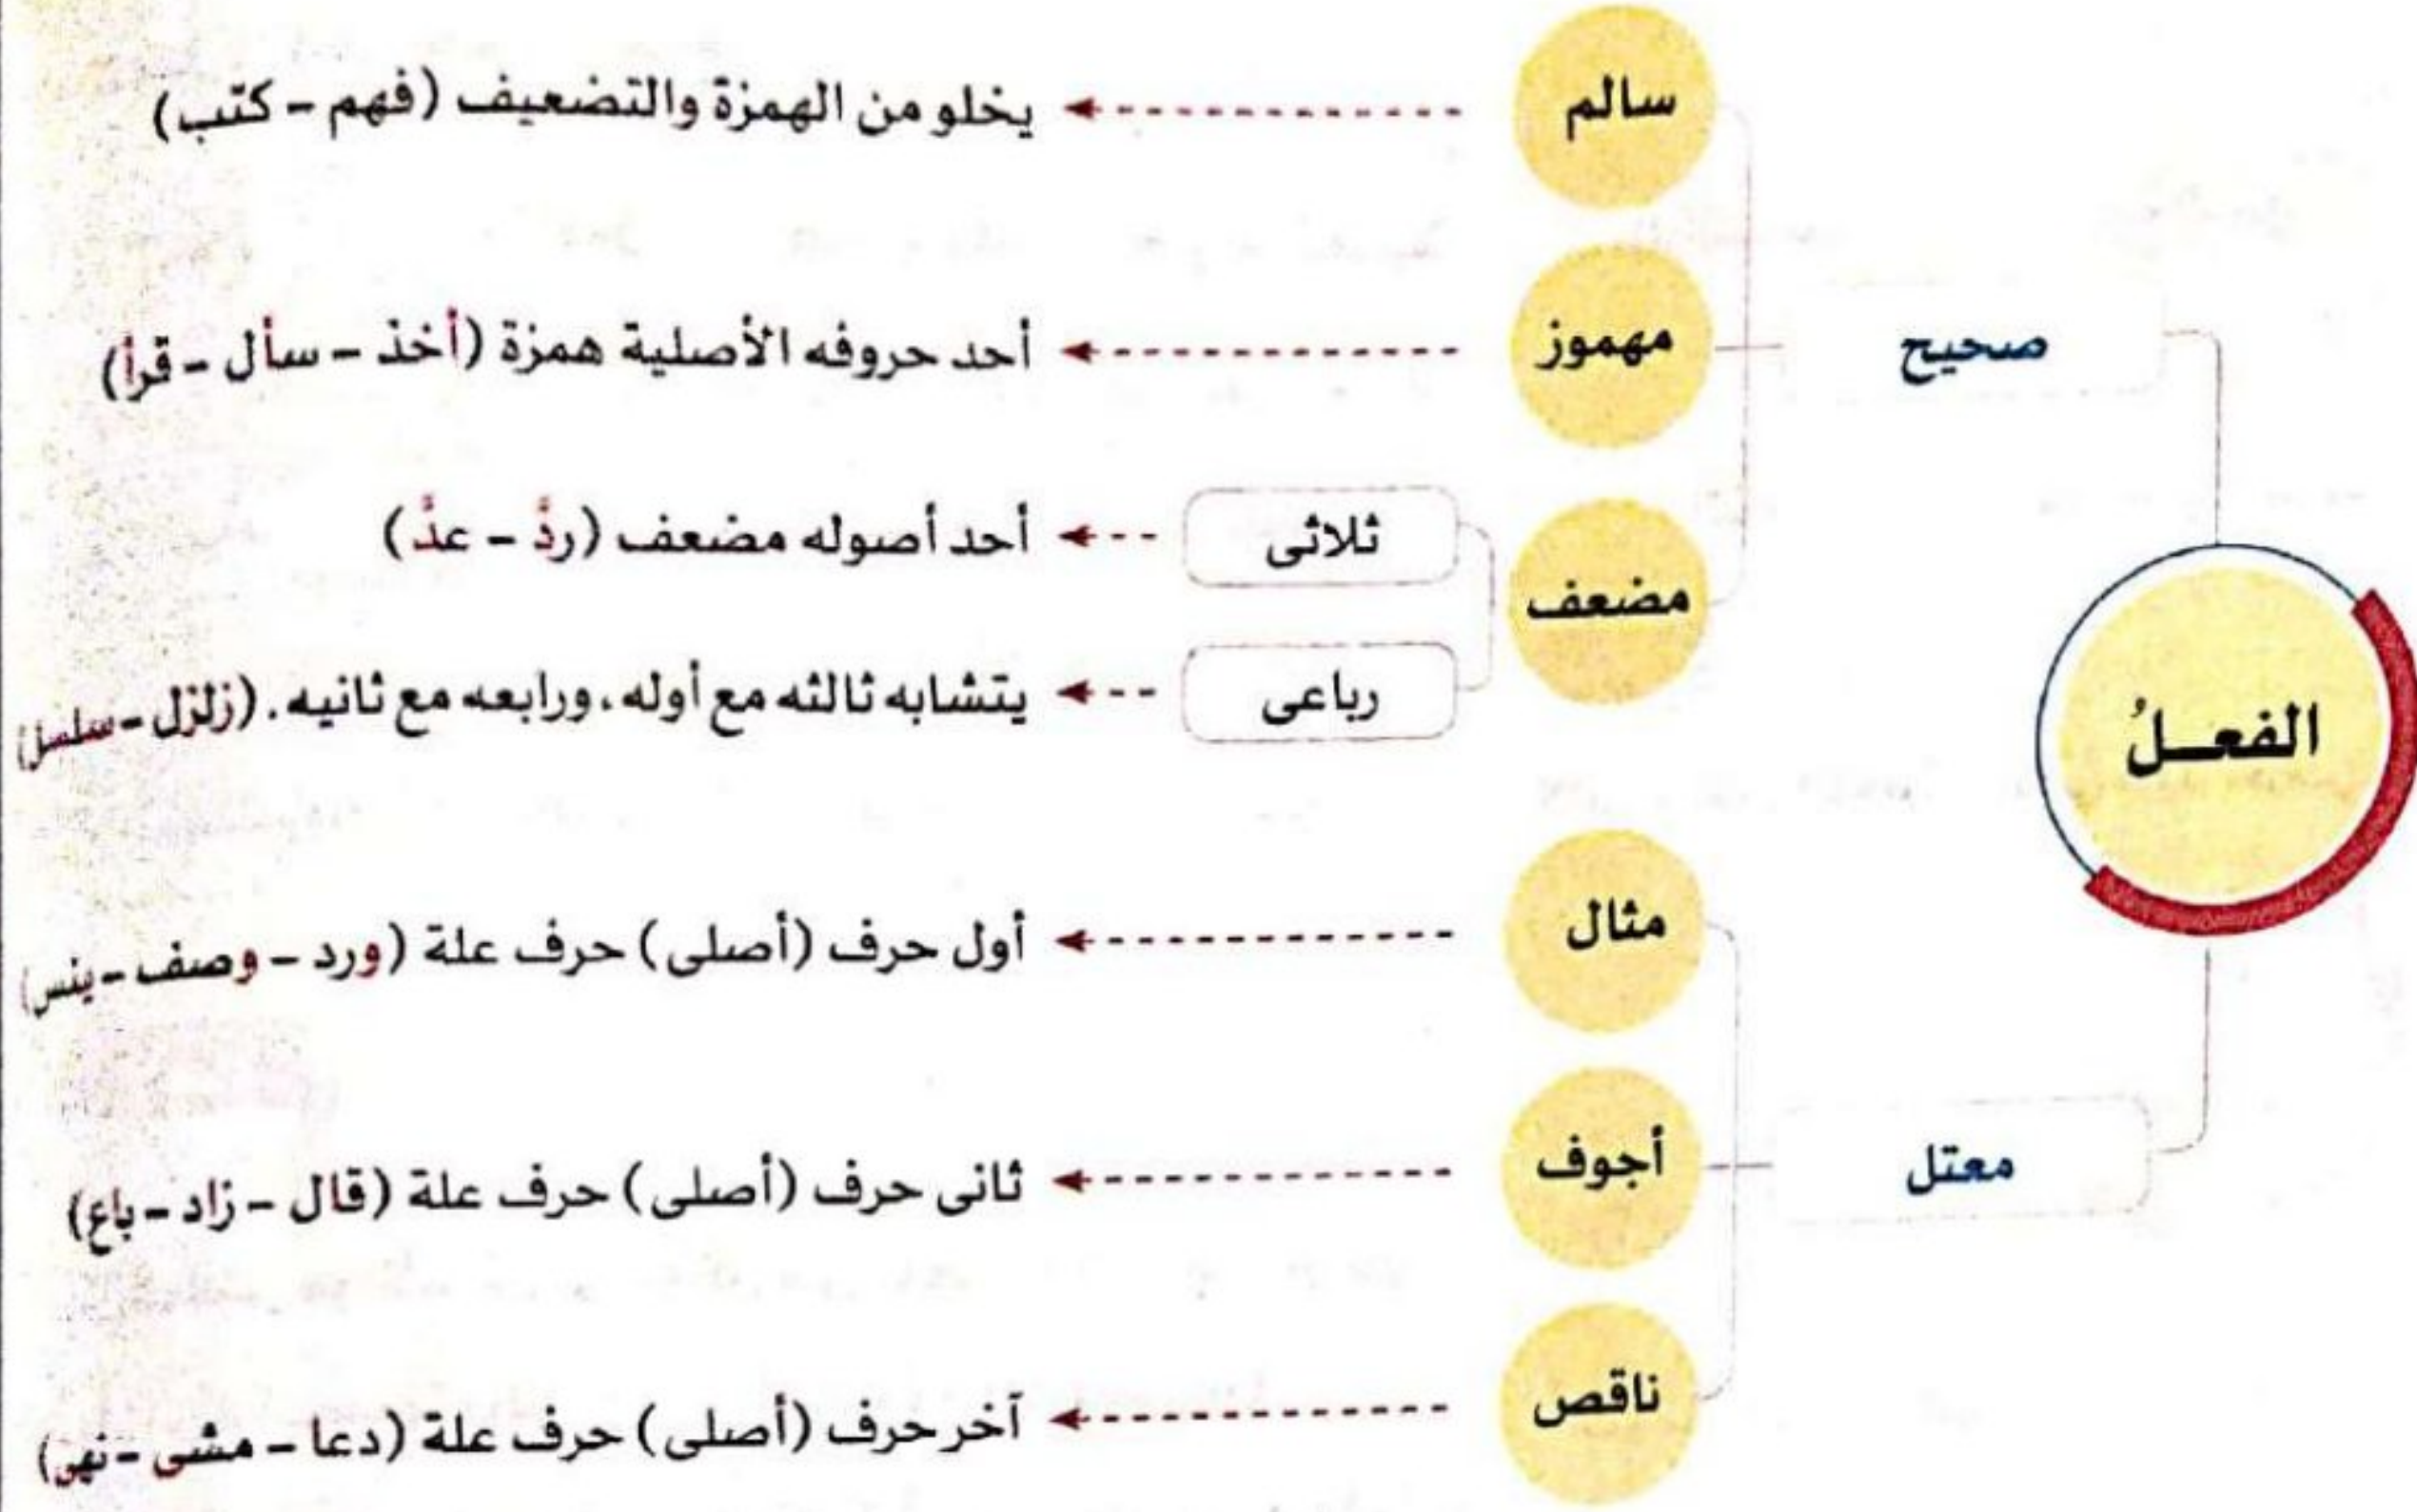 الفعـــلُ
صحيح
سالم
يخلو من الهمزة والتضعيف (فهم - كتب)
مهموز
أحد حروفه الأصلية همزة (أخذ - سأل - قرأ)
مضعف
ثلاثى
أحد أصوله مضعف (ردَّ - عدَّ)
رباعى
يتشابه ثالثه مع أوله، ورابعه مع ثانيه. (زلزل - سلسل)
معتل
مثال
أول حرف (أصلى) حرف علة (ورد - وصف -
أجوف
ثانى حرف (أصلى) حرف علة (قال - زاد - باع)
ناقص
آخر حرف (أصلى) حرف علة (دعا - مشى - نهى)